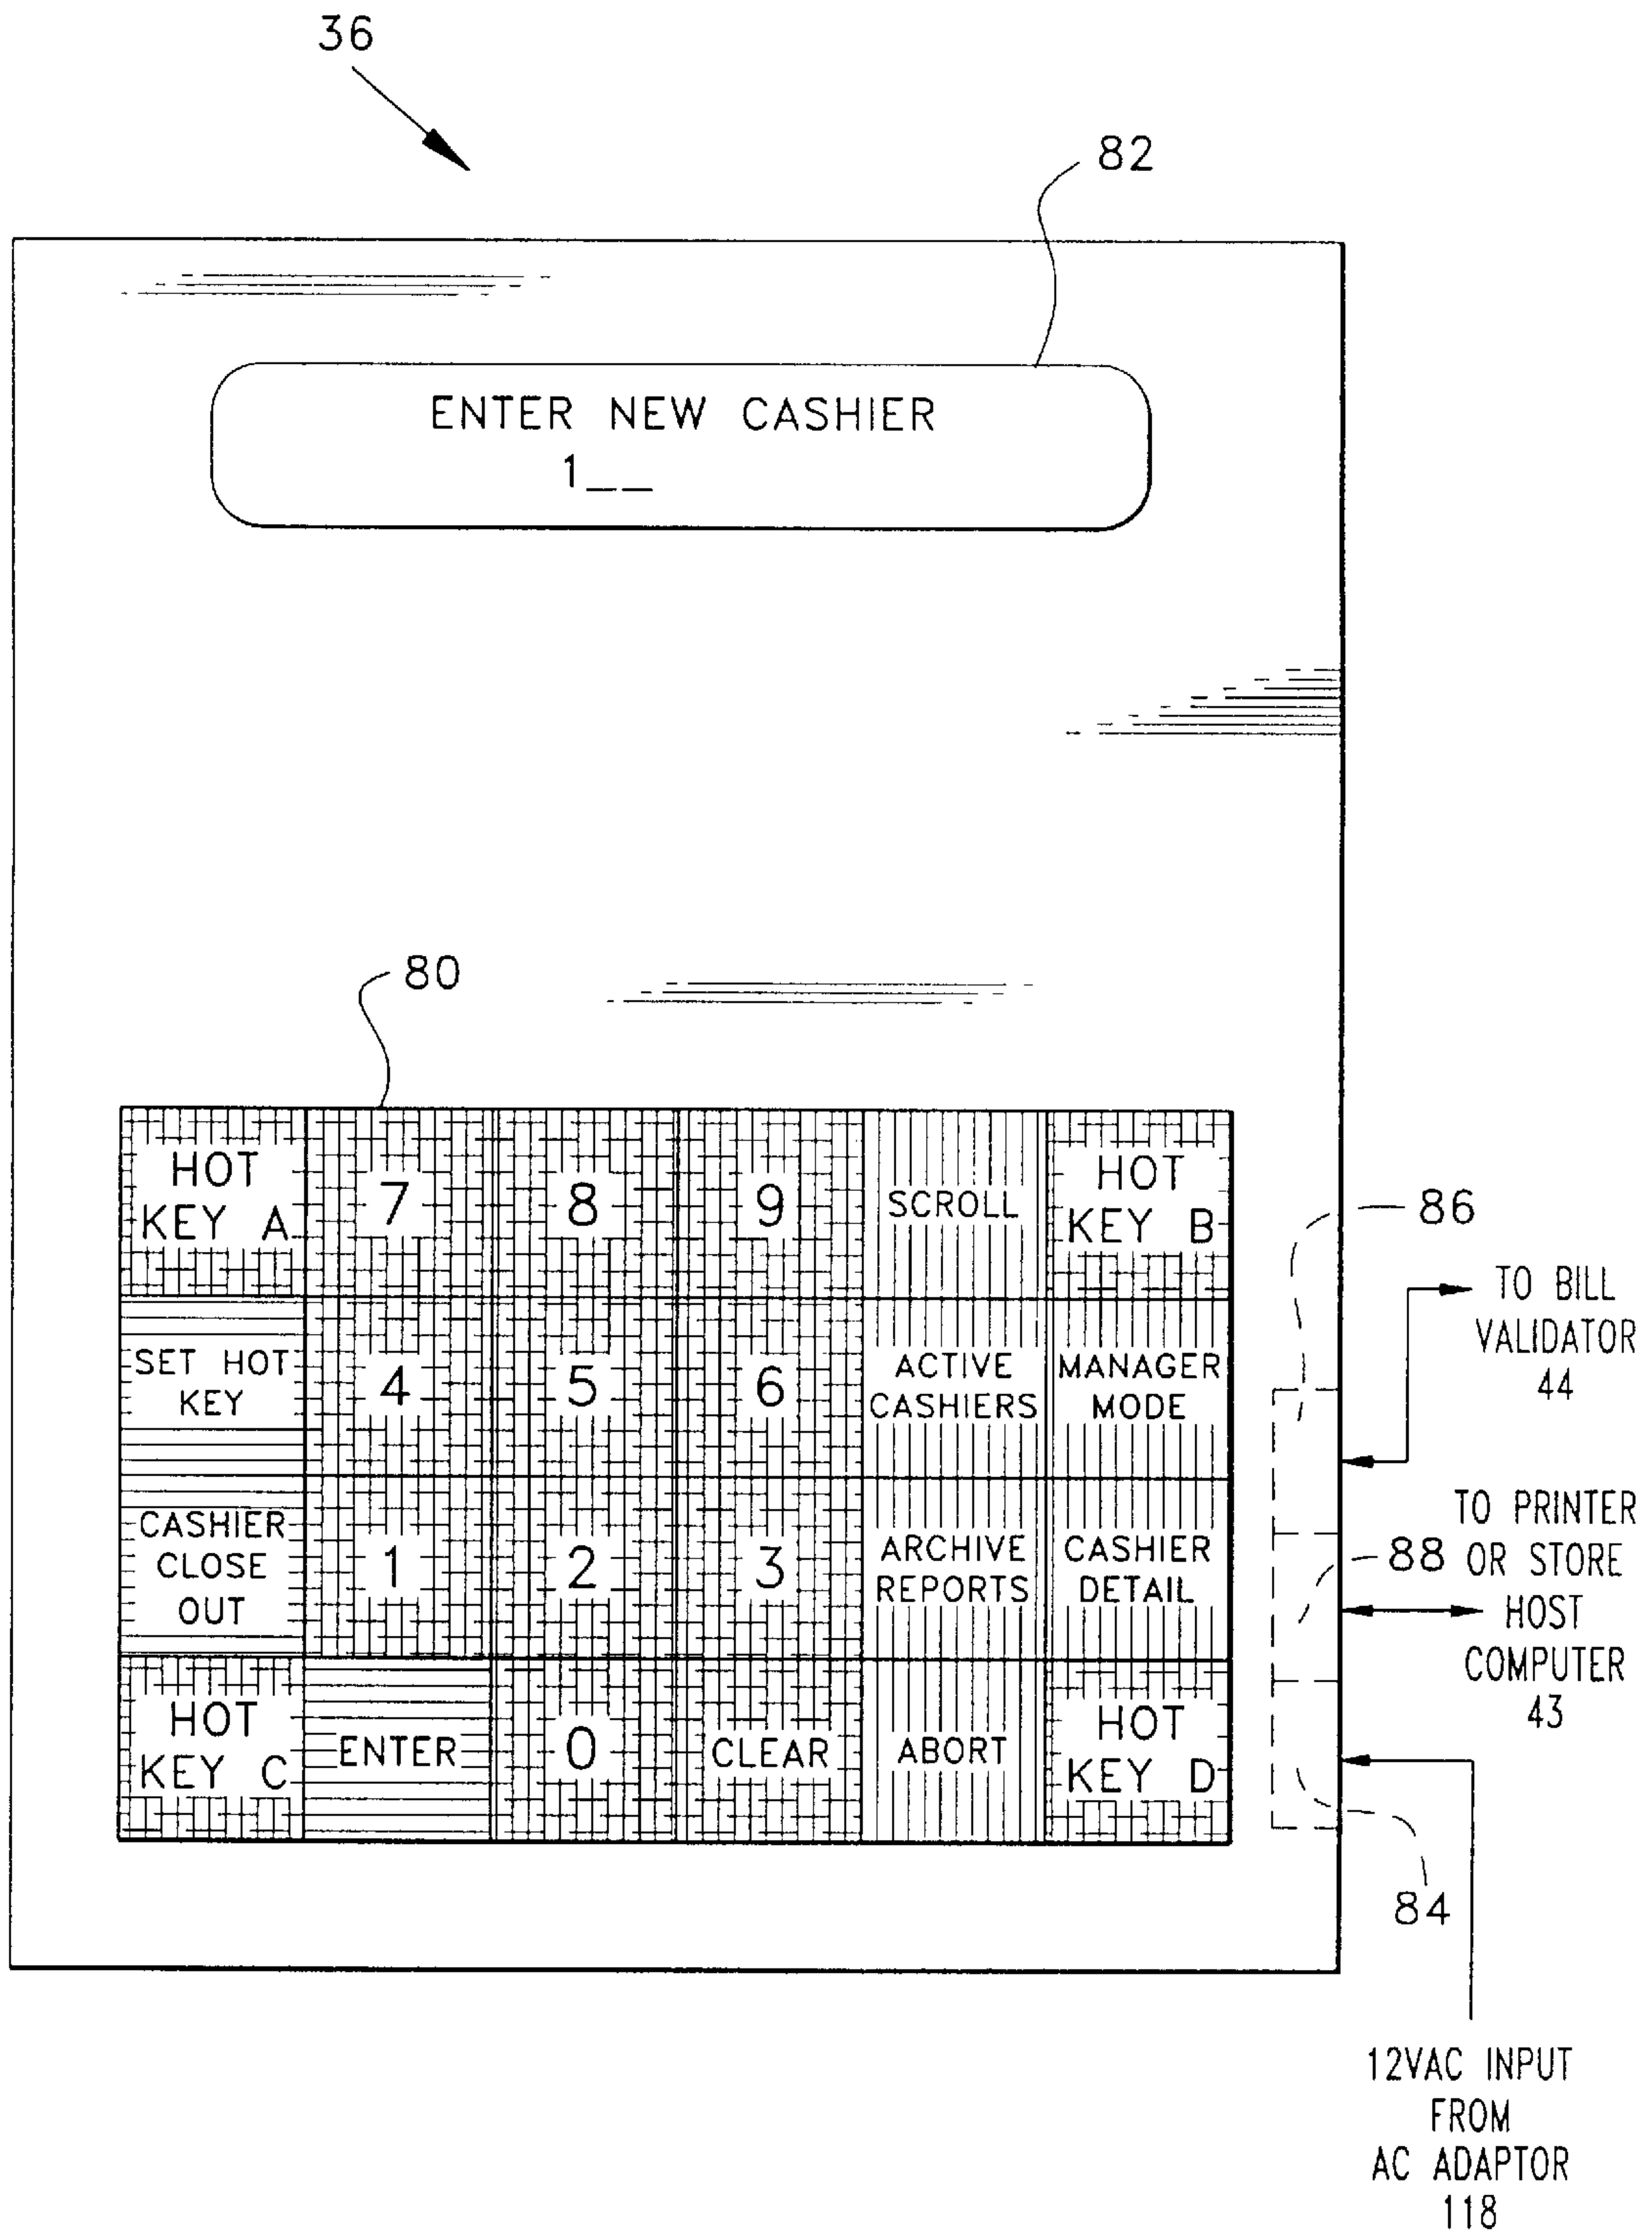 36
82
ENTER NEW CASHIER
1__
80
HOT
KEY A
7
8
9
SCROLL
HOT
KEY B
SET HOT
KEY
4
5
6
ACTIVE
CASHIERS
MANAGER
MODE
CASHIER
CLOSE
OUT
1
2
3
ARCHIVE
REPORTS
CASHIER
DETAIL
HOT
KEY C
ENTER
0
CLEAR
ABORT
HOT
KEY D
86
TO BILL
VALIDATOR
44
88
TO PRINTER
OR STORE
HOST
COMPUTER
43
84
12VAC INPUT
FROM
AC ADAPTOR
118